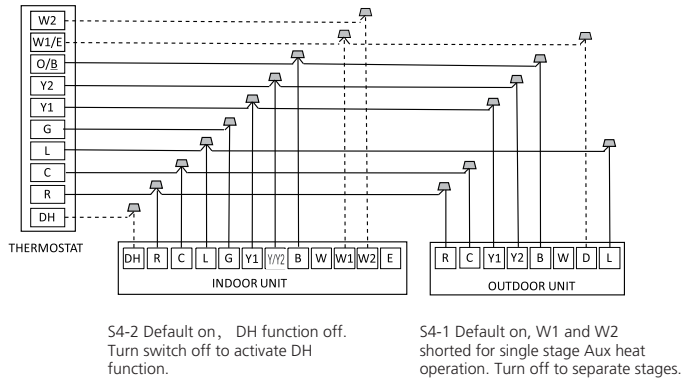 W2
W1/E
O/B
Y2
Y1
G
L
C
R
DH
THERMOSTAT
DH R C L G Y1 Y/Y2 B W W1 W2 E
INDOOR UNIT
R C Y1 Y2 B W D L
OUTDOOR UNIT
S4-2 Default on， DH function off.
Turn switch off to activate DH
function.
S4-1 Default on, W1 and W2
shorted for single stage Aux heat
operation. Turn off to separate stages.